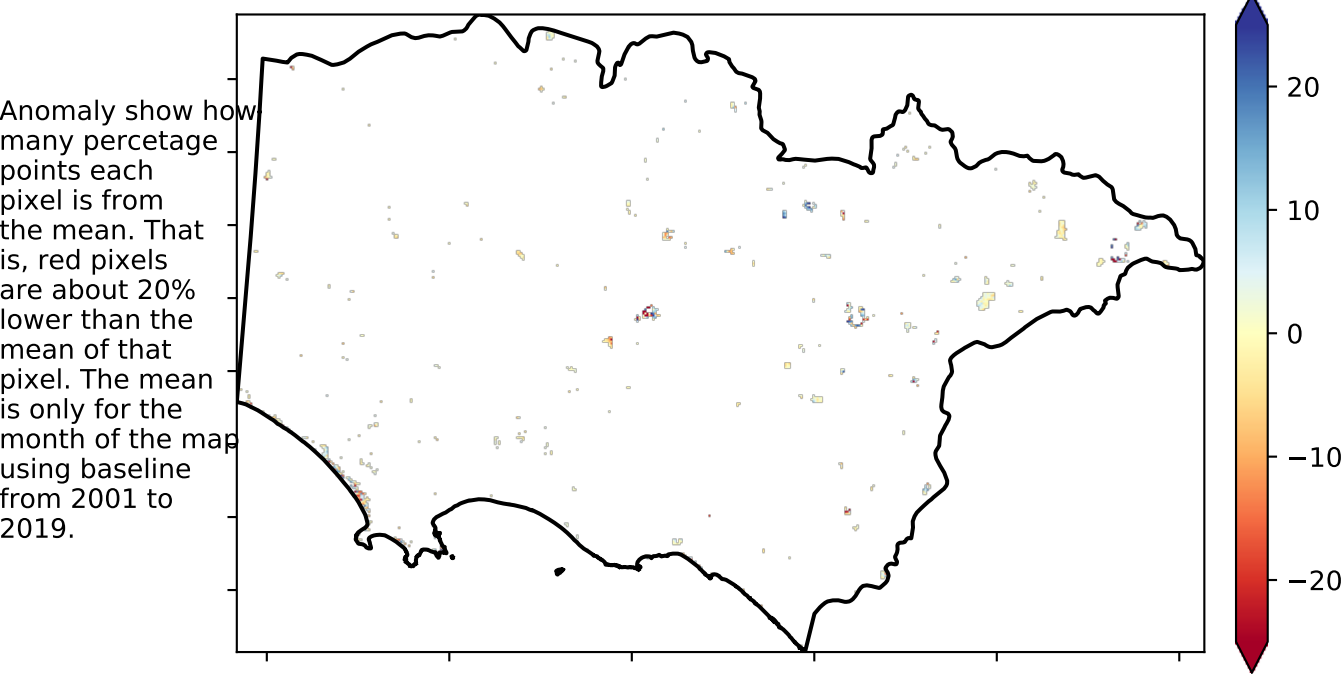 Anomaly show how
many percetage
points each
pixel is from
the mean. That
is, red pixels
are about 20%
lower than the
mean of that
pixel. The mean
is only for the
month of the map
using baseline
from 2001 to
2019.
20
10
0
−10
−20